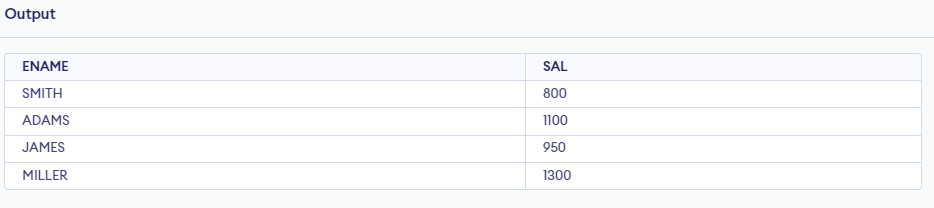 Output
ENAME SAL
SMITH 800
ADAMS 1100
JAMES 950
MILLER 1300